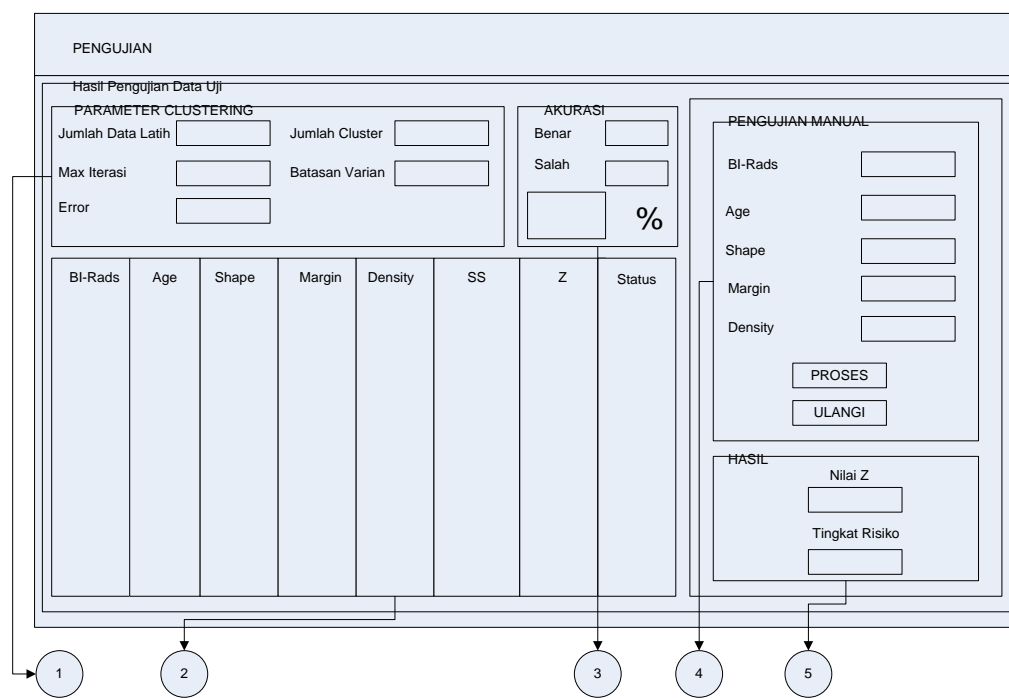 PENGUJIAN
Hasil Pengujian Data Uji
PARAMETER CLUSTERING
Jumlah Data Latih
Jumlah Cluster
Max Iterasi
Batasan Varian
Error
AKURASI
Benar
Salah
%
BI-Rads Age Shape Margin Density SS Z Status
PENGUJIAN MANUAL
BI-Rads
Age
Shape
Margin
Density
PROSES
ULANGI
HASIL
Nilai Z
Tingkat Risiko
1 2 3 4 5